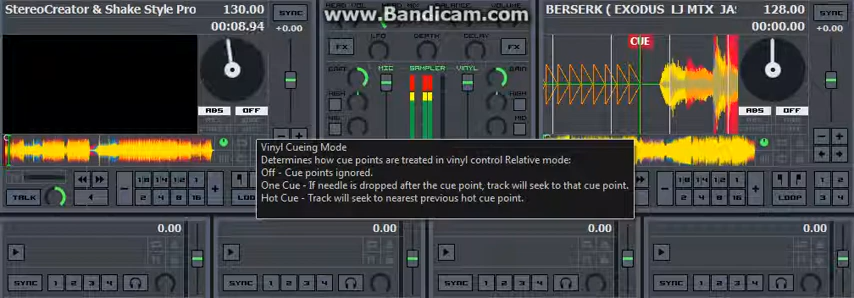 StereoCreator & Shake Style Pro 130.00 SYNC
00:08.94 +0.00
www.Bandicam.com
BERSERK ( EXODUS LJ MTX JAS 128.00 SYNC
00:00.00 +0.00
LFO DEPTH DELAY
FX FX
CUE
GAIN MIC SAMPLER VINYL GAIN
ABS OFF
ABS OFF
Vinyl Cueing Mode
Determines how cue points are treated in vinyl control Relative mode:
Off - Cue points ignored.
One Cue - If needle is dropped after the cue point, track will seek to that cue point.
Hot Cue - Track will seek to nearest previous hot cue point.
1/8 1/4 1/2 1 2
TALK 4 8 16
1 2
3 4
0.00 0.00 0.00 0.00
SYNC 1 2 3 4
SYNC 1 2 3 4
SYNC 1 2 3 4
SYNC 1 2 3 4